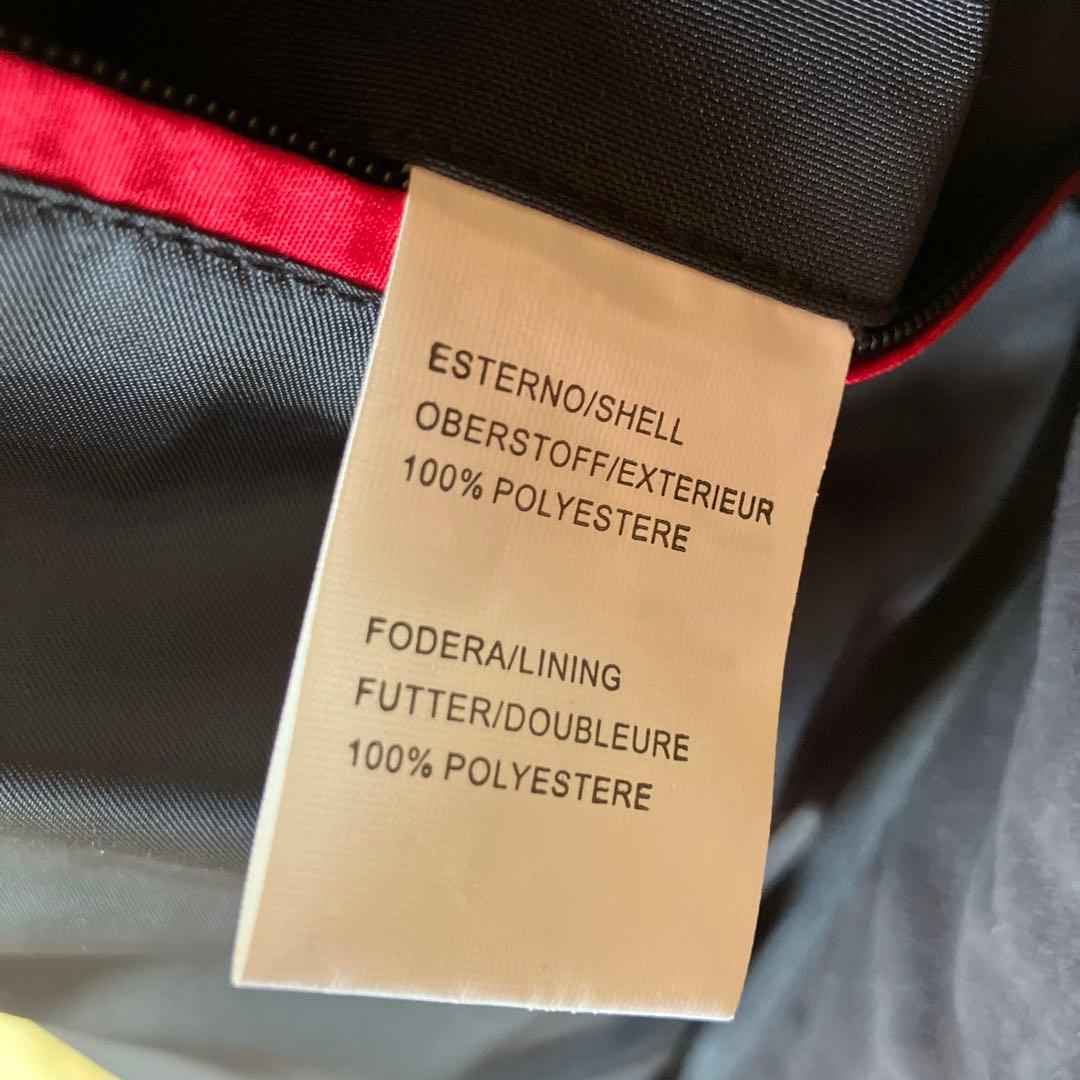 ESTERNO/SHELL
OBERSTOFF/EXTERIEUR
100% POLYESTERE
FODERA/LINING
FUTTER/DOUBLEURE
100% POLYESTERE